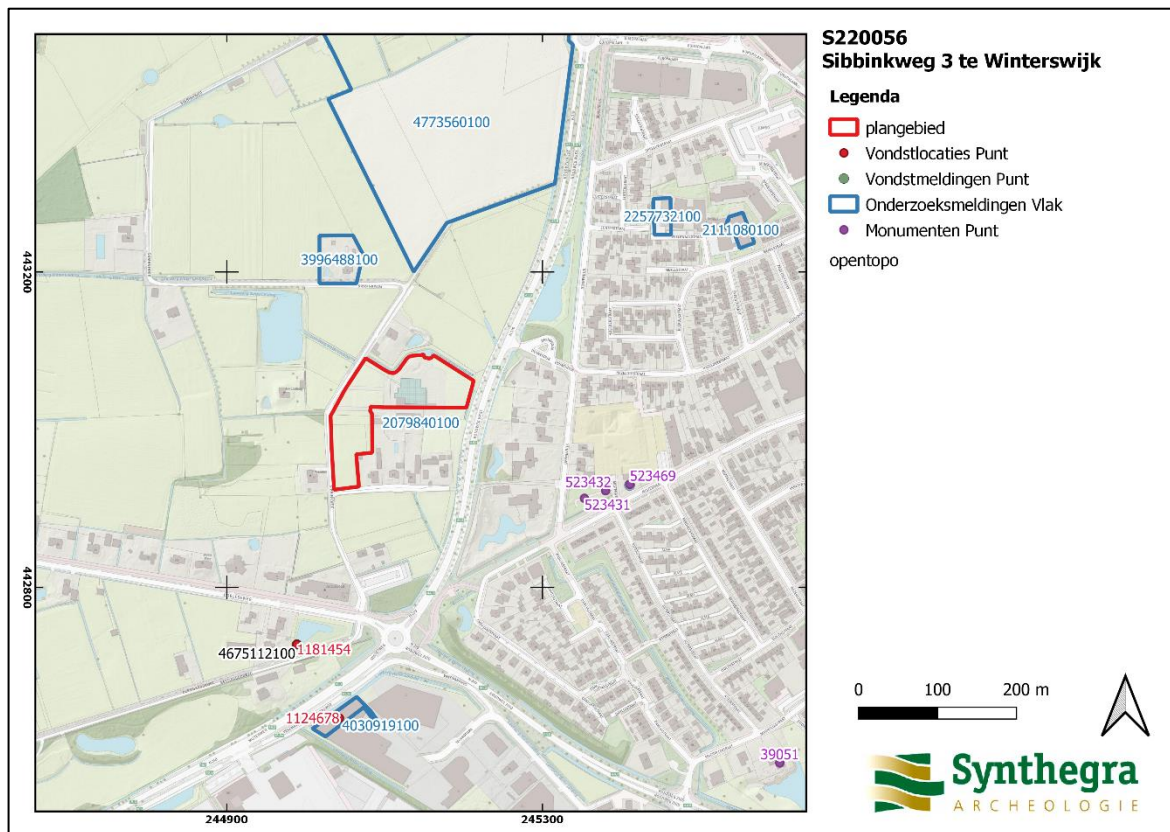 S220056
Sibbinkweg 3 te Winterswijk
Legenda
plangebied
Vondstlocaties Punt
Vondstmeldingen Punt
Onderzoeksmeldingen Vlak
Monumenten Punt
opentopo
4773560100
2257732100
2111080100
3996488100
443200
2079840100
523432
523469
523431
442800
4675112100
1181454
1124678
4030919100
39051
244900
245300
0
100
200 m
Synthegra
ARCHEOLOGIE